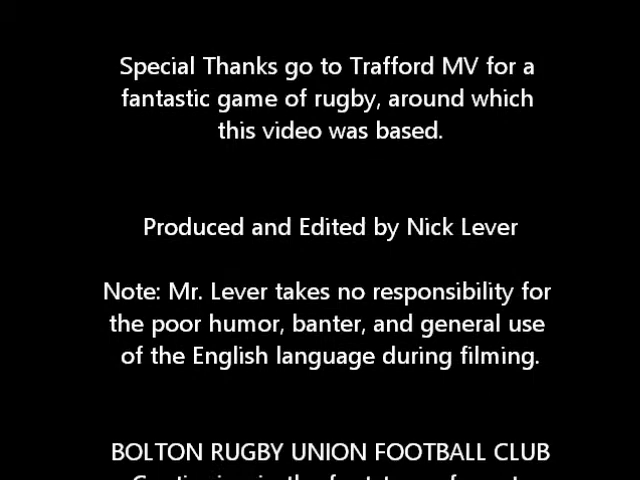 Special Thanks go to Trafford MV for a
fantastic game of rugby, around which
this video was based.
Produced and Edited by Nick Lever
Note: Mr. Lever takes no responsibility for
the poor humor, banter, and general use
of the English language during filming.
BOLTON RUGBY UNION FOOTBALL CLUB